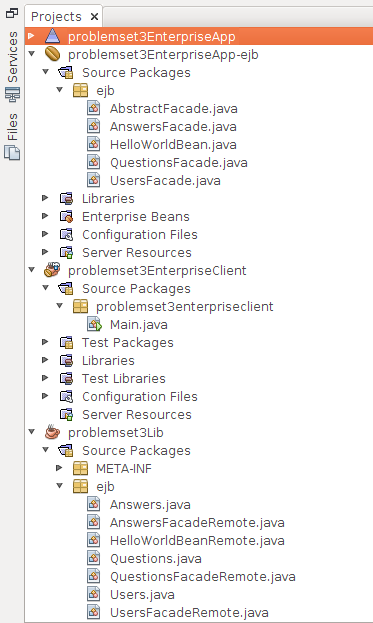 Projects
Services
Files
problemset3EnterpriseApp
problemset3EnterpriseApp-ejb
Source Packages
ejb
AbstractFacade.java
AnswersFacade.java
HelloWorldBean.java
QuestionsFacade.java
UsersFacade.java
Libraries
Enterprise Beans
Configuration Files
Server Resources
problemset3EnterpriseClient
Source Packages
problemset3enterpriseclient
Main.java
Test Packages
Libraries
Test Libraries
Configuration Files
Server Resources
problemset3Lib
Source Packages
META-INF
ejb
Answers.java
AnswersFacadeRemote.java
HelloWorldBeanRemote.java
Questions.java
QuestionsFacadeRemote.java
Users.java
UsersFacadeRemote.java